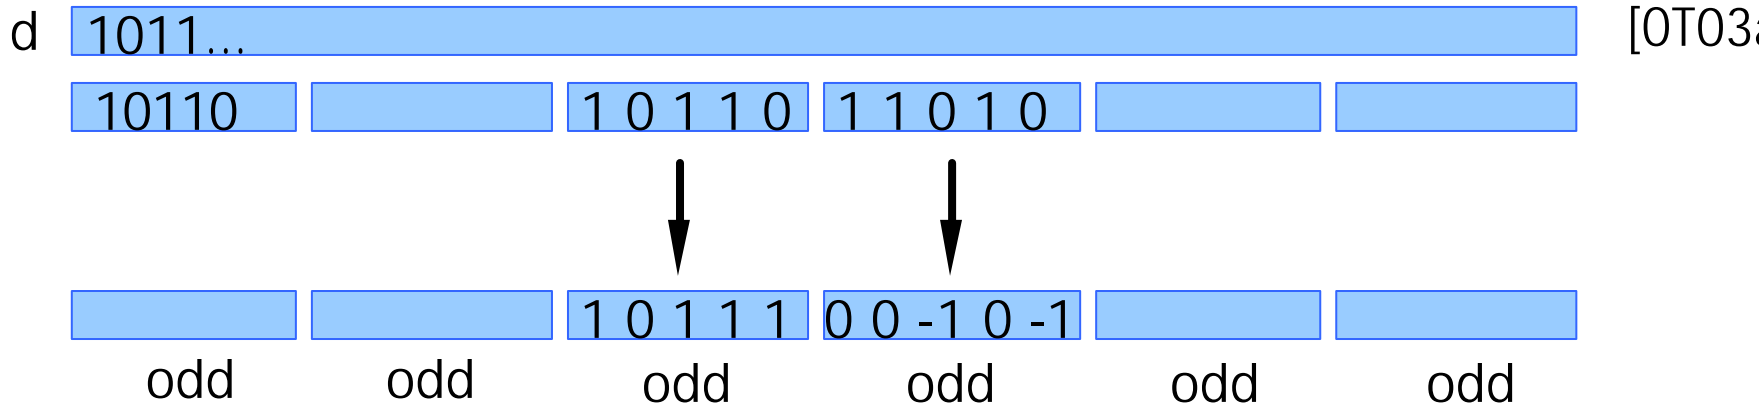 d 1011... [0T03a
10110 1 0 1 1 0 1 1 0 1 0
1 0 1 1 1 0 0 -1 0 -1
odd odd odd odd odd odd